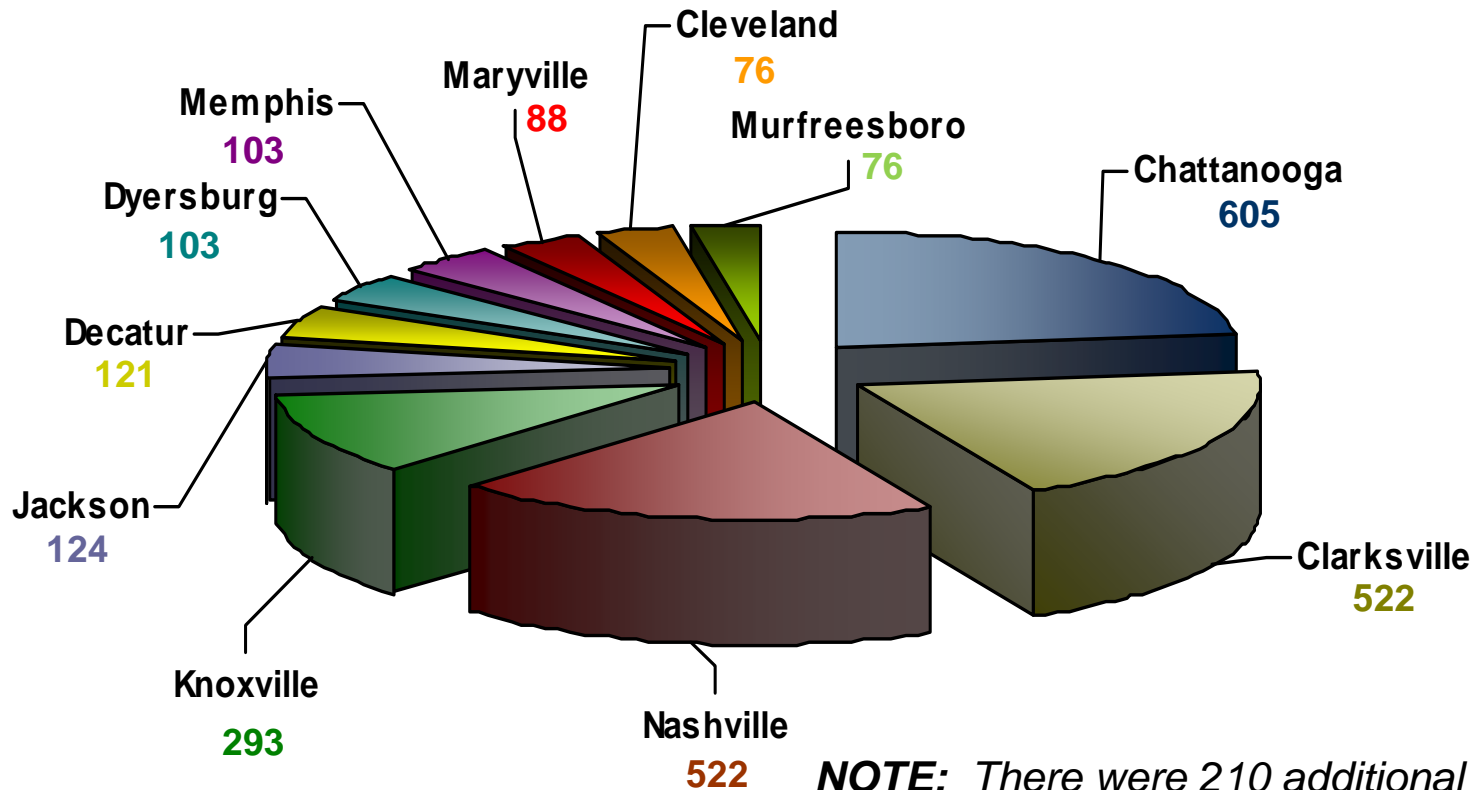 Cleveland
76
Maryville
88
Memphis
103
Murfreesboro
76
Chattanooga
605
Dyersburg
103
Decatur
121
Jackson
124
Clarksville
522
Knoxville
293
Nashville
522
NOTE: There were 210 additional